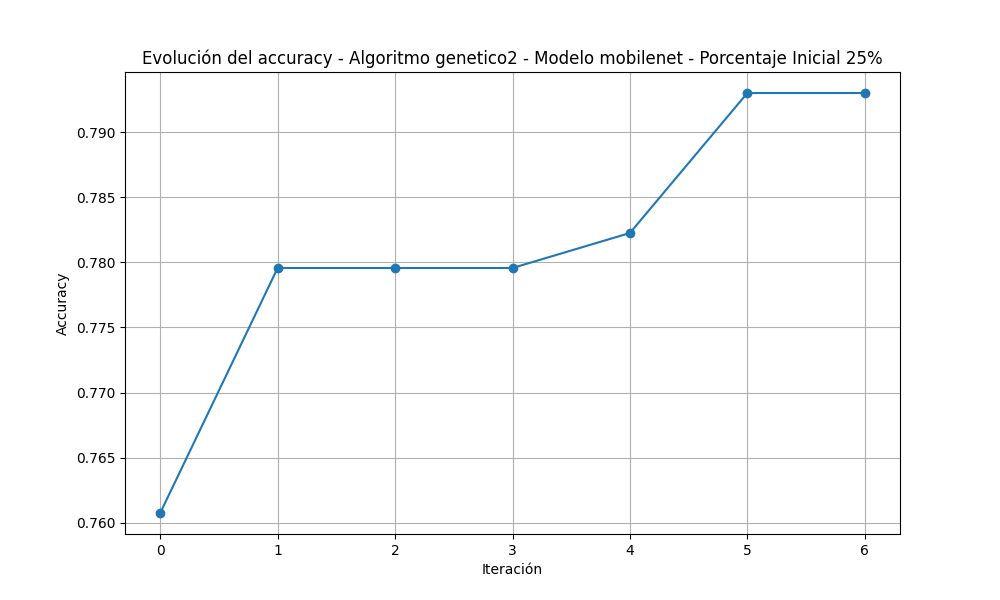 Evolución del accuracy - Algoritmo genetico2 - Modelo mobilenet - Porcentaje Inicial 25%
0.790
0.785
0.780
0.775
0.770
0.765
0.760
Accuracy
0 1 2 3 4 5 6
Iteración